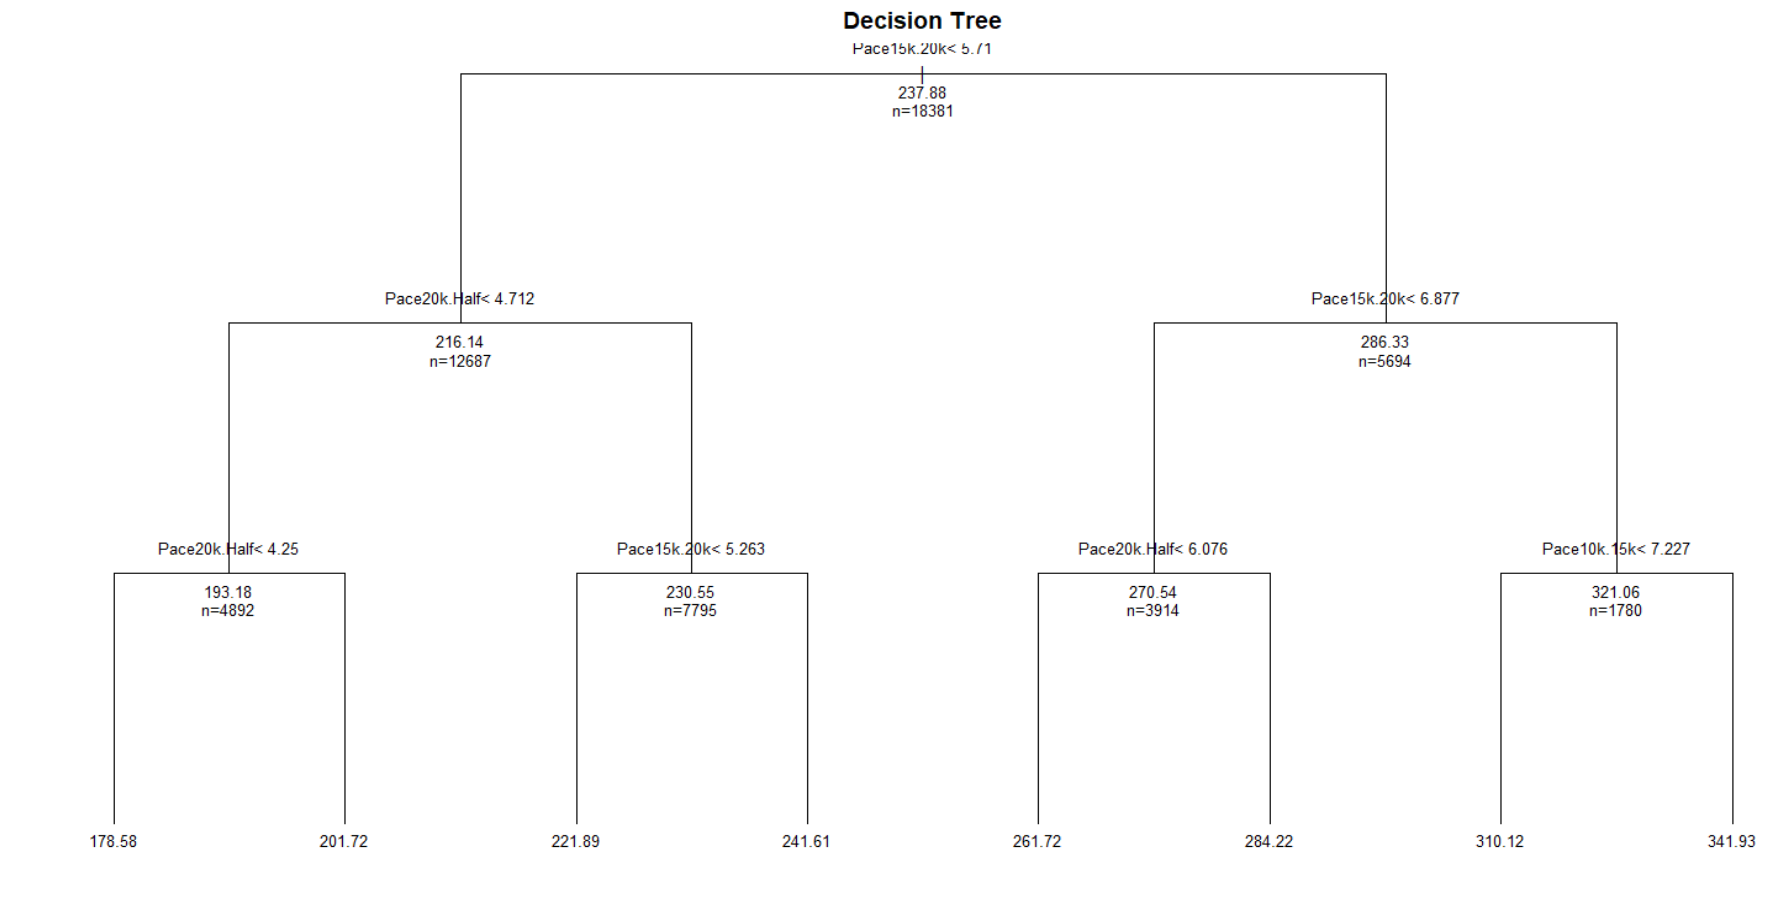 Decision Tree
Pace15k.20k< 5.71
237.88
n=18381
Pace20k.Half< 4.712
Pace15k.20k< 6.877
216.14
n=12687
286.33
n=5694
Pace20k.Half< 4.25
Pace15k.20k< 5.263
Pace20k.Half< 6.076
Pace10k.15k< 7.227
193.18
n=4892
230.55
n=7795
270.54
n=3914
321.06
n=1780
178.58
201.72
221.89
241.61
261.72
284.22
310.12
341.93